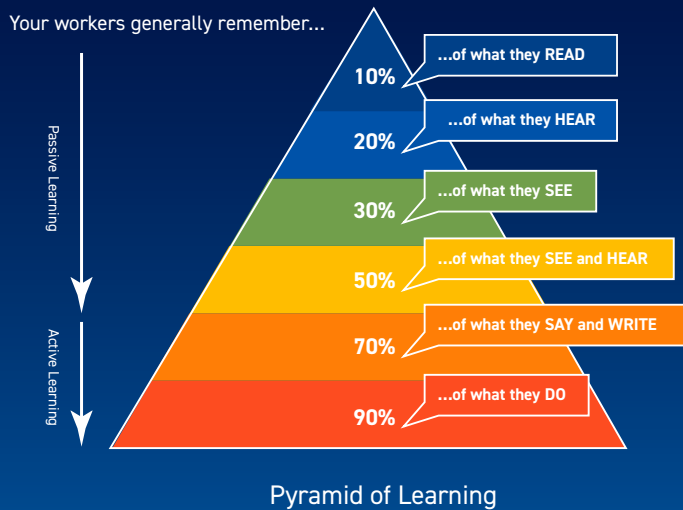 Your workers generally remember...
10%
...of what they READ
20%
...of what they HEAR
30%
...of what they SEE
50%
...of what they SEE and HEAR
70%
...of what they SAY and WRITE
90%
...of what they DO
Passive Learning
Active Learning
Pyramid of Learning